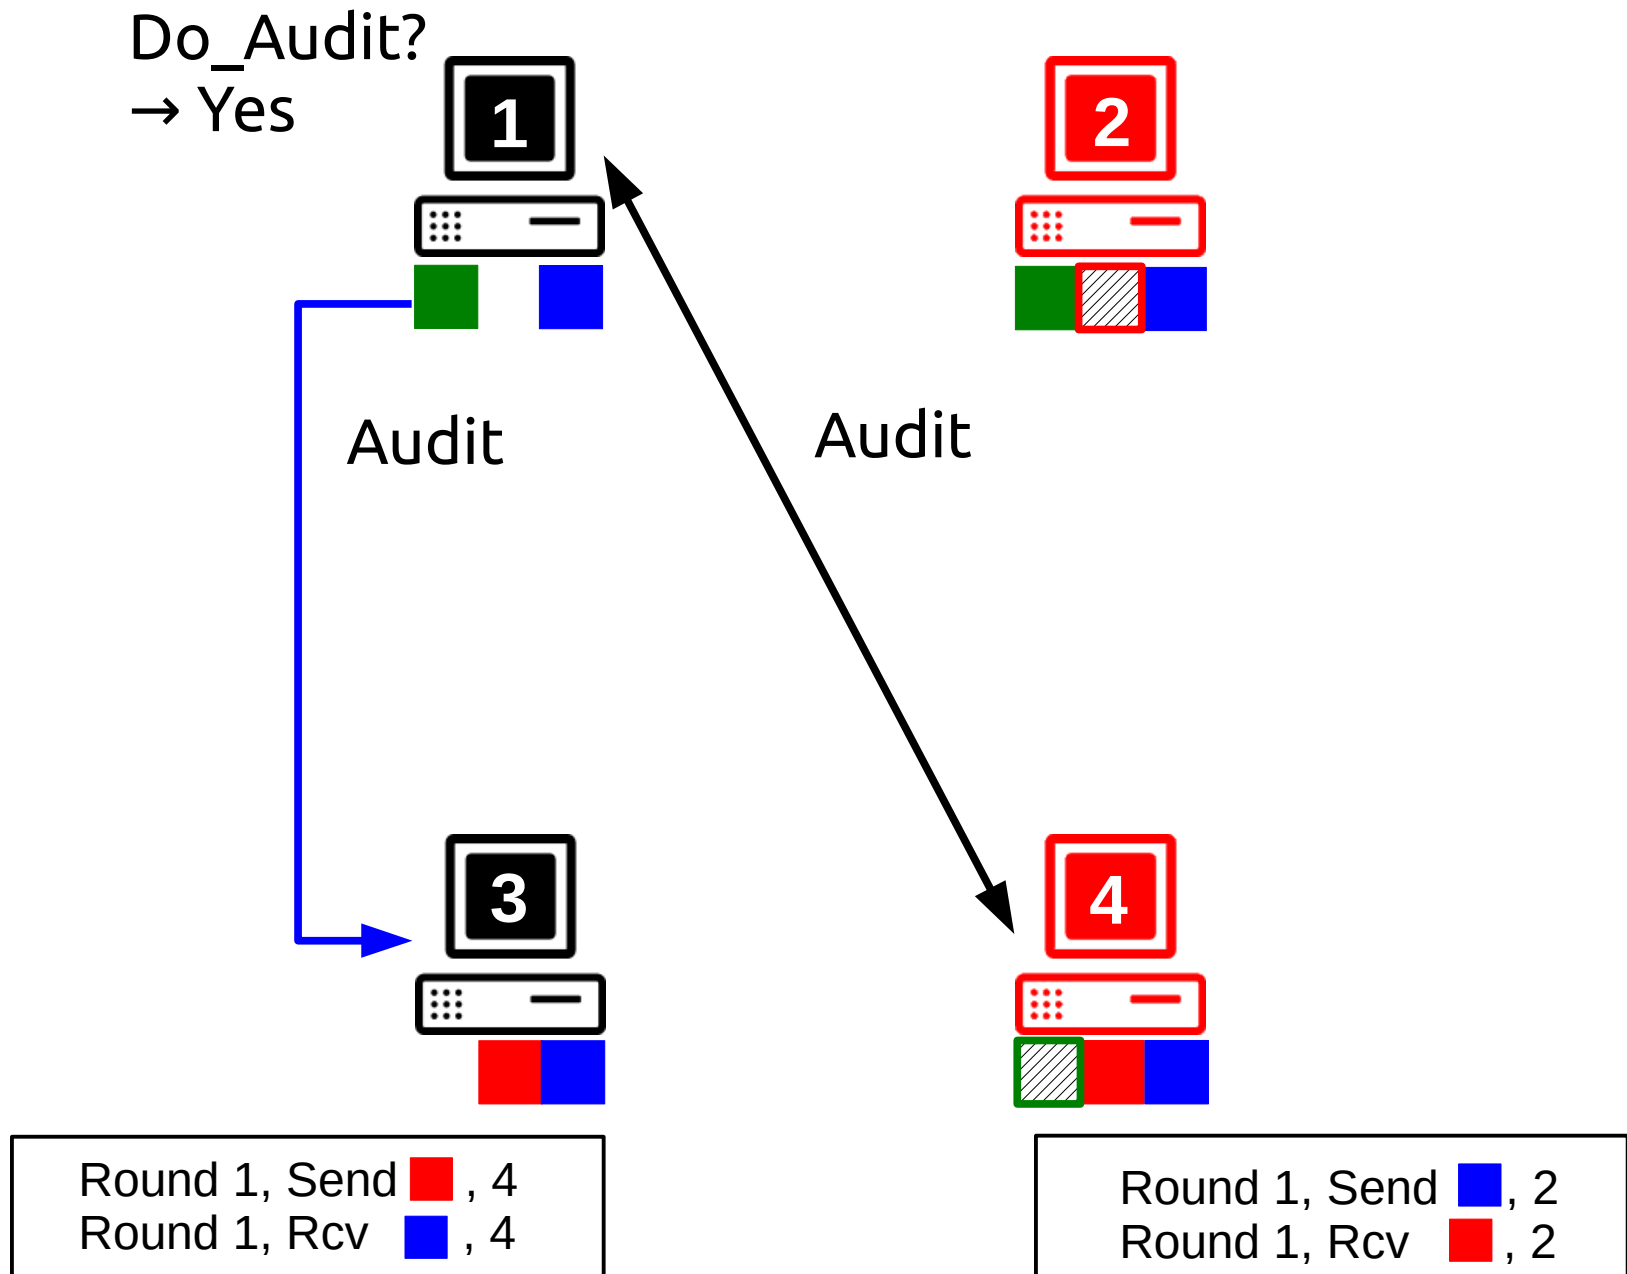 Do_Audit?
→ Yes
1
2
Audit
Audit
3
4
Round 1, Send , 4
Round 1, Rcv , 4
Round 1, Send , 2
Round 1, Rcv , 2